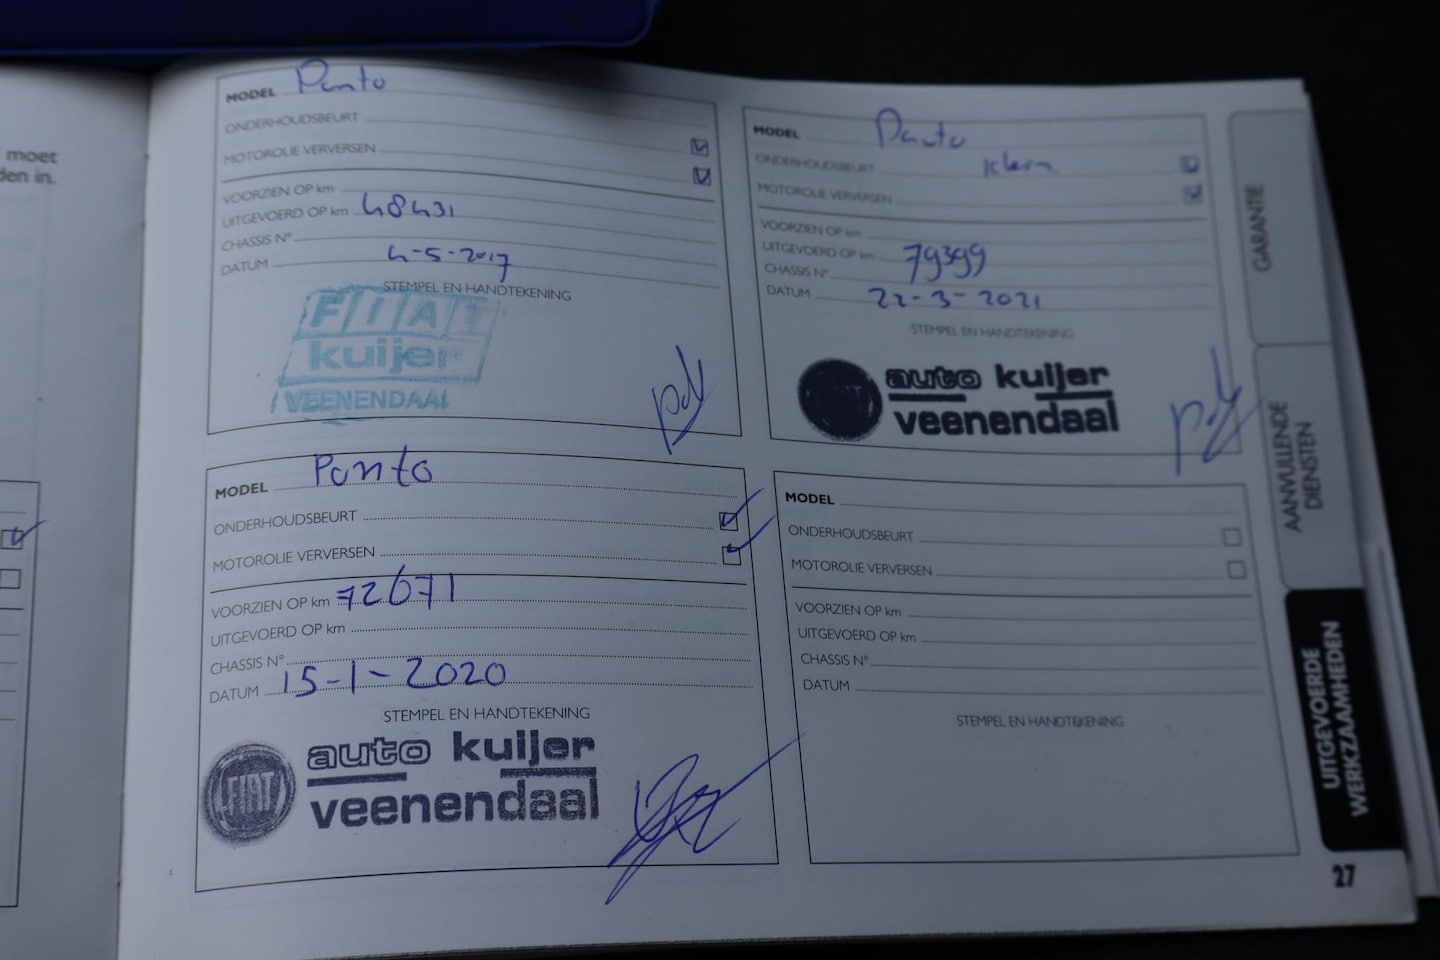 moet
den in.
MODEL Punto
ONDERHOUDSBEURT
MOTOROLIE VERVERSEN
VOORZIEN OP km
UITGEVOERD OP km 48431
CHASSIS N°
DATUM 4-5-2017
STEMPEL EN HANDTEKENING
FIAT
kuijer
VEENENDAAL
MODEL Punto
ONDERHOUDSBEURT Klein
MOTOROLIE VERVERSEN
VOORZIEN OP km
UITGEVOERD OP km 79399
CHASSIS N°
DATUM 22-3-2021
STEMPEL EN HANDTEKENING
auto kuijer
veenendaal
MODEL Punto
ONDERHOUDSBEURT
MOTOROLIE VERVERSEN
VOORZIEN OP km 72671
UITGEVOERD OP km
CHASSIS N°
DATUM 15-1-2020
STEMPEL EN HANDTEKENING
FIAT
auto kuijer
veenendaal
MODEL
ONDERHOUDSBEURT
MOTOROLIE VERVERSEN
VOORZIEN OP km
UITGEVOERD OP km
CHASSIS N°
DATUM
STEMPEL EN HANDTEKENING
GARANTIE
AANVULLENDE
DIENSTEN
UITGEVOERDE
WERKZAAMHEDEN
27